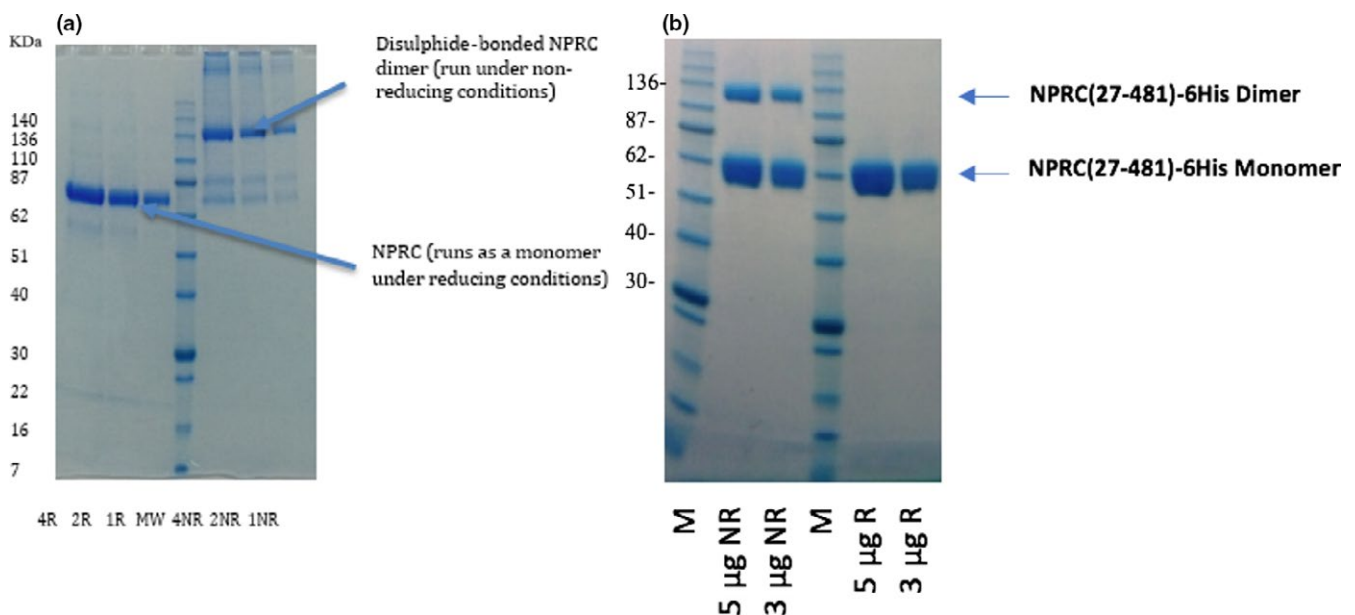 (a)
KDa
140
136
110
87
62
51
40
30
22
16
7
Disulphide-bonded NPRC
dimer (run under non-
reducing conditions)
NPRC (runs as a monomer
under reducing conditions)
4R 2R 1R MW 4NR 2NR 1NR
(b)
136-
87-
62-
51-
40-
30-
NPRC(27-481)-6His Dimer
NPRC(27-481)-6His Monomer
M
5 µg NR
3 µg NR
M
5 µg R
3 µg R